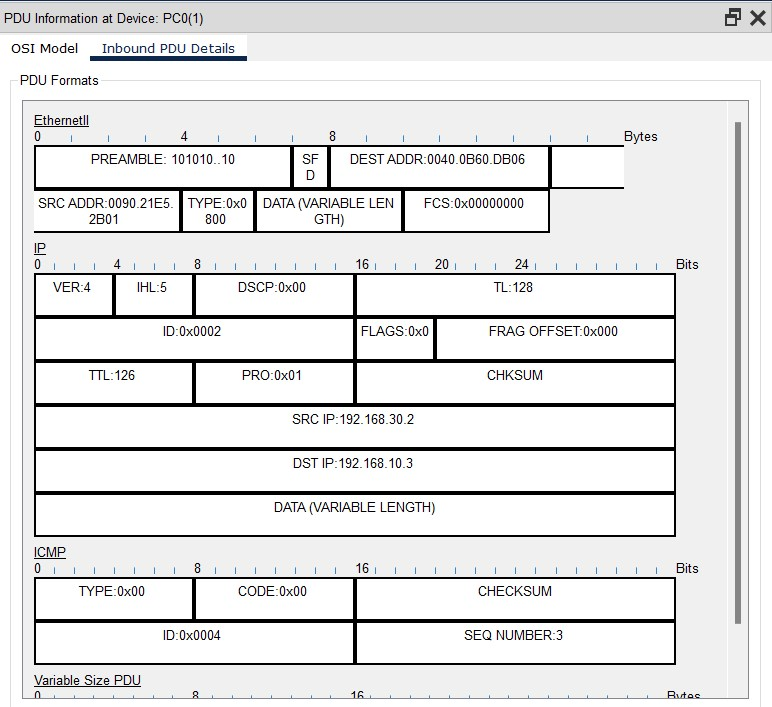 PDU Information at Device: PC0(1)
OSI Model Inbound PDU Details
PDU Formats
EthernetII
0 4 8 Bytes
PREAMBLE: 101010..10 SF D DEST ADDR:0040.0B60.DB06
SRC ADDR:0090.21E5. 2B01 TYPE:0x0 800 DATA (VARIABLE LEN GTH) FCS:0x00000000
IP
0 4 8 16 20 24 Bits
VER:4 IHL:5 DSCP:0x00 TL:128
ID:0x0002 FLAGS:0x0 FRAG OFFSET:0x000
TTL:126 PRO:0x01 CHKSUM
SRC IP:192.168.30.2
DST IP:192.168.10.3
DATA (VARIABLE LENGTH)
ICMP
0 8 16 Bits
TYPE:0x00 CODE:0x00 CHECKSUM
ID:0x0004 SEQ NUMBER:3
Variable Size PDU
0 8 16 Bytes